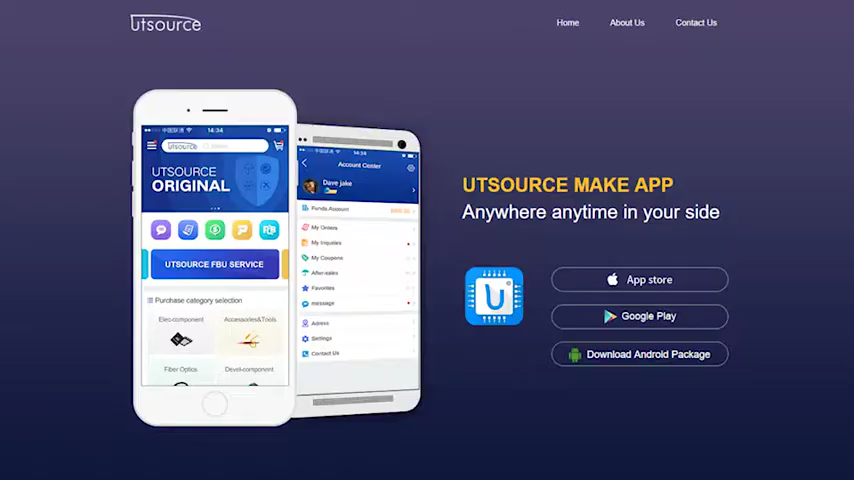 utsource
Home
About Us
Contact Us
14:34
utsource
UTSOURCE
ORIGINAL
UTSOURCE FBU SERVICE
Purchase category selection
Elec-component
Accessories&Tools
Fiber Optics
Devel-component
14:34
Account Center
Dave jake
Funds Account
My Orders
My Inquiries
My Coupons
After-sales
Favorites
message
Adress
Settings
Contact Us
UTSOURCE MAKE APP
Anywhere anytime in your side
U
App store
Google Play
Download Android Package